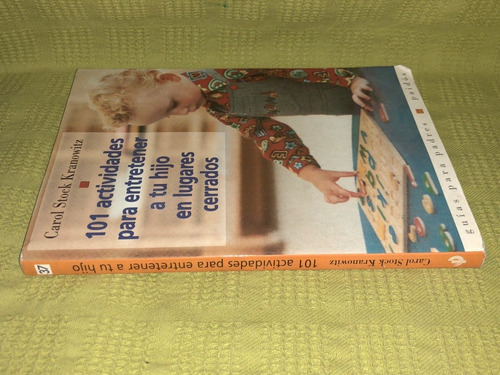 Carol Stock Kranowitz
101 actividades
para entretener
a tu hijo
en lugares
cerrados
guías para padres Paidós
37
101 actividades para entretener a tu hijo
Carol Stock Kranowitz